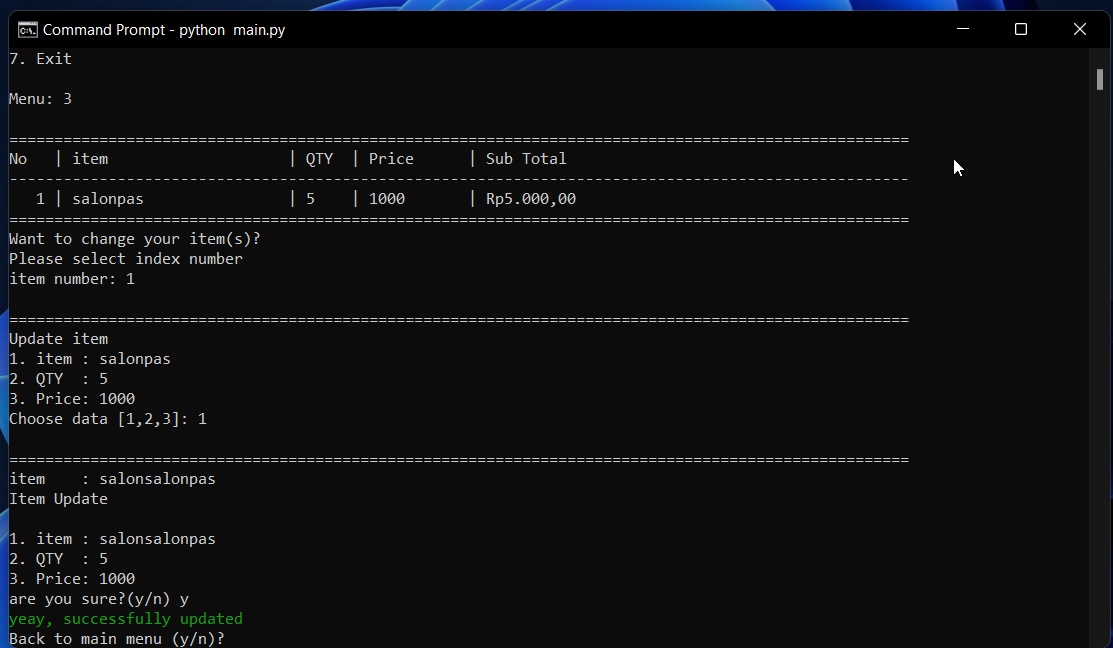 Command Prompt - python  main.py
7. Exit
Menu: 3
====================================================================================================
No   | item                    | QTY  | Price      | Sub Total
----------------------------------------------------------------------------------------------------
   1 | salonpas                | 5    | 1000       | Rp5.000,00
====================================================================================================
Want to change your item(s)?
Please select index number
item number: 1
====================================================================================================
Update item
1. item : salonpas
2. QTY  : 5
3. Price: 1000
Choose data [1,2,3]: 1
====================================================================================================
item    : salonsalonpas
Item Update
1. item : salonsalonpas
2. QTY  : 5
3. Price: 1000
are you sure?(y/n) y
yeay, successfully updated
Back to main menu (y/n)?